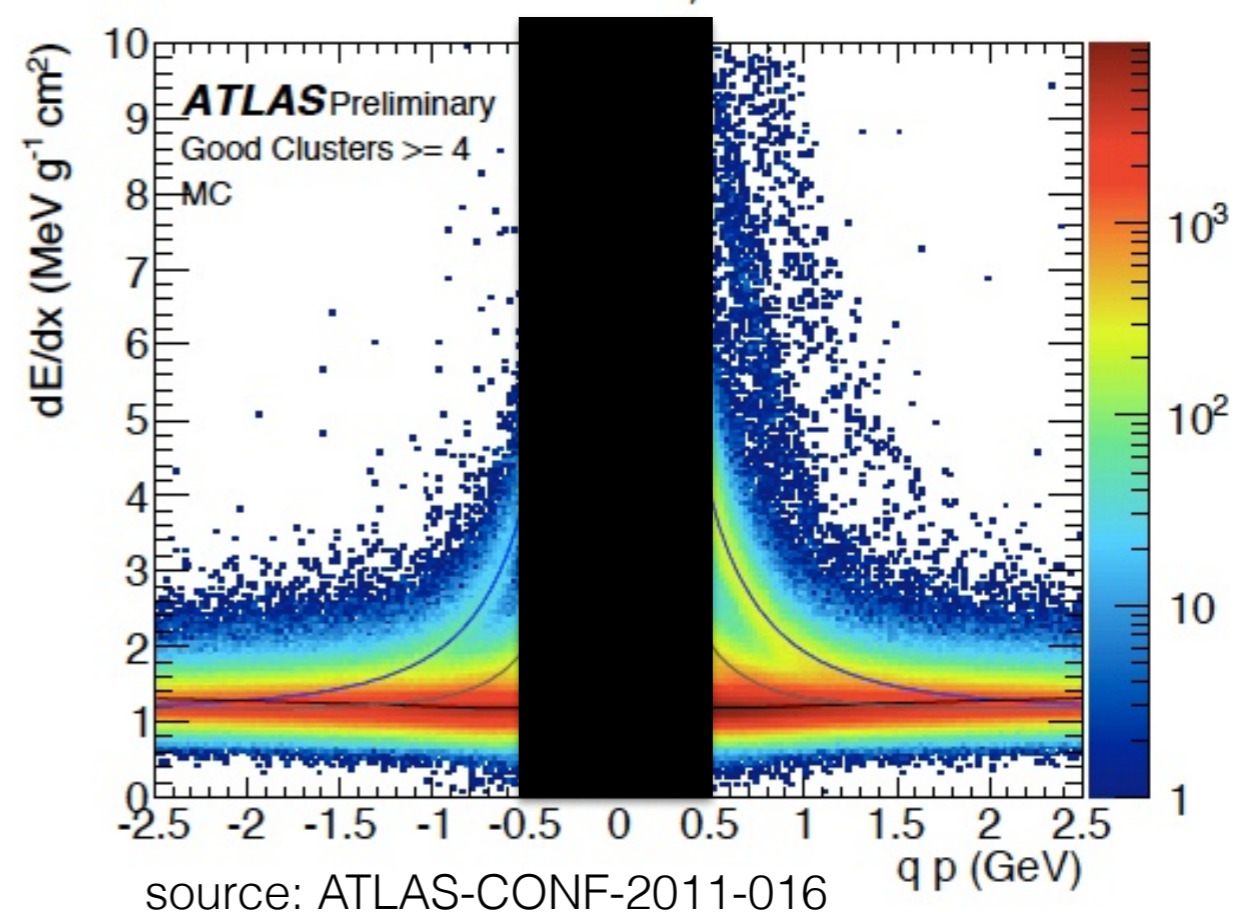 10
9
8
7
6
5
4
3
2
1
0
dE/dx (MeV g⁻¹ cm²)
ATLAS Preliminary
Good Clusters >= 4
MC
10³
10²
10
1
-2.5 -2 -1.5 -1 -0.5 0 0.5 1 1.5 2 2.5
q p (GeV)
source: ATLAS-CONF-2011-016